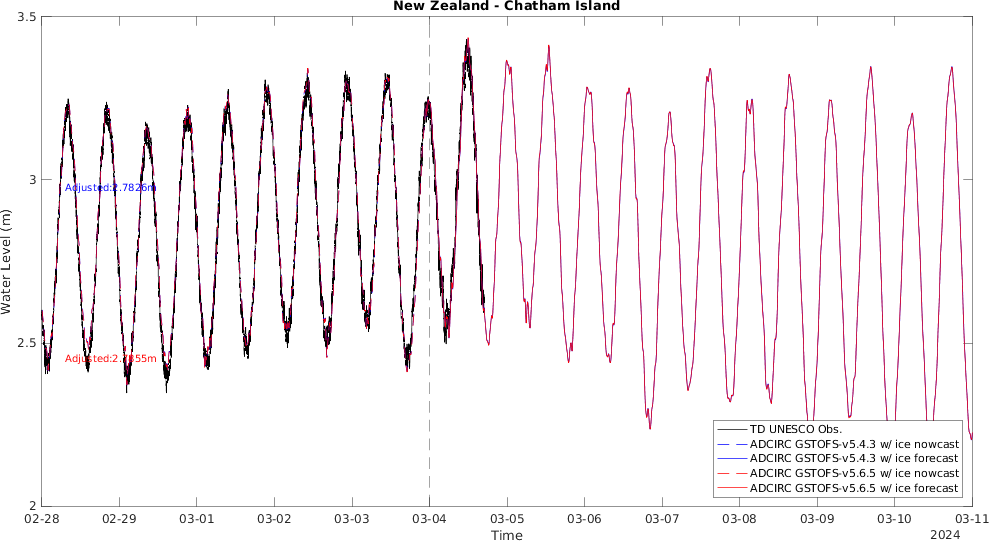 New Zealand - Chatham Island
Water Level (m)
3.5
3
2.5
2
Adjusted:2.7826m
02-28
02-29
03-01
03-02
03-03
03-04
03-05
03-06
03-07
03-08
03-09
03-10
03-11
Time
2024
TD UNESCO Obs.
ADCIRC GSTOFS-v5.4.3 w/ ice nowcast
ADCIRC GSTOFS-v5.4.3 w/ ice forecast
ADCIRC GSTOFS-v5.6.5 w/ ice nowcast
ADCIRC GSTOFS-v5.6.5 w/ ice forecast